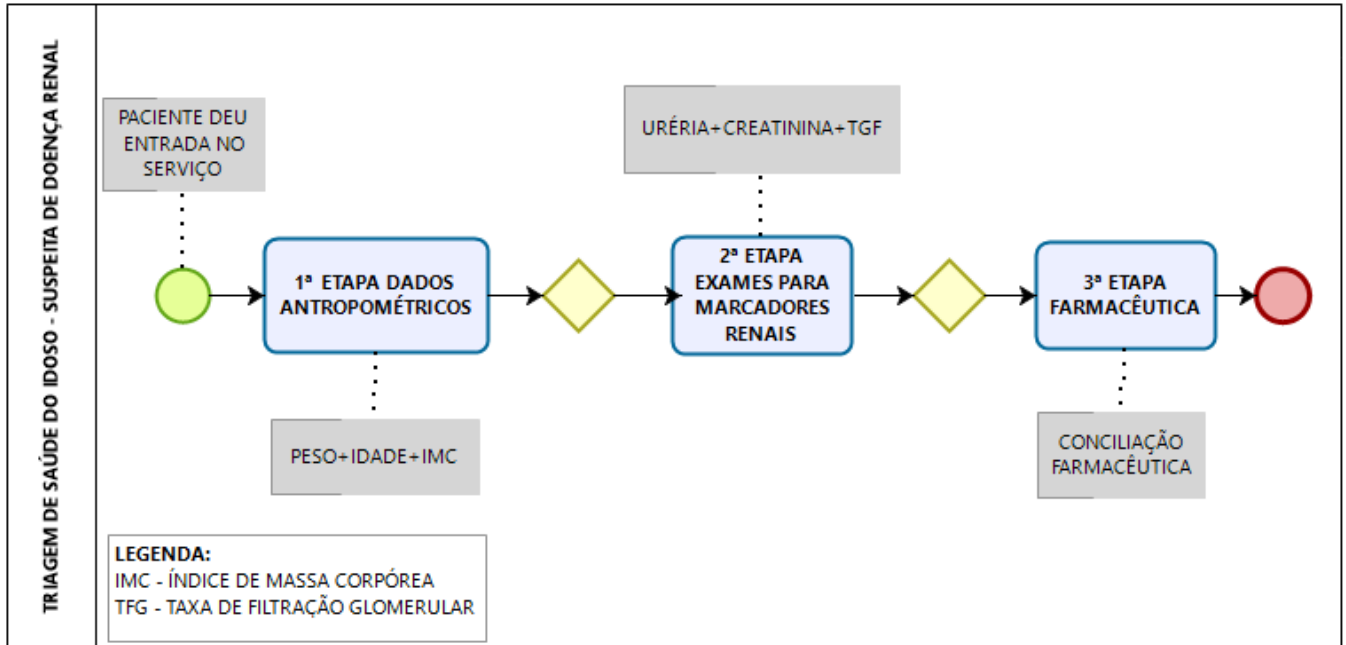 TRIAGEM DE SAÚDE DO IDOSO - SUSPEITA DE DOENÇA RENAL
PACIENTE DEU
ENTRADA NO
SERVIÇO
1ª ETAPA DADOS
ANTROPOMÉTRICOS
PESO+IDADE+IMC
URÉRIA+CREATININA+TGF
2ª ETAPA
EXAMES PARA
MARCADORES
RENAIS
3ª ETAPA
FARMACÊUTICA
CONCILIAÇÃO
FARMACÊUTICA
LEGENDA:
IMC - ÍNDICE DE MASSA CORPÓREA
TFG - TAXA DE FILTRAÇÃO GLOMERULAR